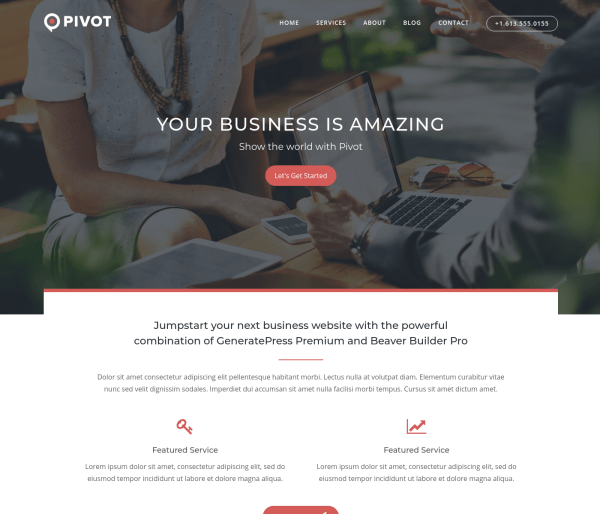 PIVOT
HOME SERVICES ABOUT BLOG CONTACT +1.613.555.0155
YOUR BUSINESS IS AMAZING
Show the world with Pivot
Let's Get Started
Jumpstart your next business website with the powerful
combination of GeneratePress Premium and Beaver Builder Pro
Dolor sit amet consectetur adipiscing elit pellentesque habitant morbi. Lectus nulla at volutpat diam. Elementum curabitur vitae
nunc sed velit dignissim sodales. Imperdiet dui accumsan sit amet nulla facilisi morbi tempus. Cursus sit amet dictum amet.
Featured Service
Lorem ipsum dolor sit amet, consectetur adipiscing elit, sed do
eiusmod tempor incididunt ut labore et dolore magna aliqua.
Featured Service
Lorem ipsum dolor sit amet, consectetur adipiscing elit, sed do
eiusmod tempor incididunt ut labore et dolore magna aliqua.